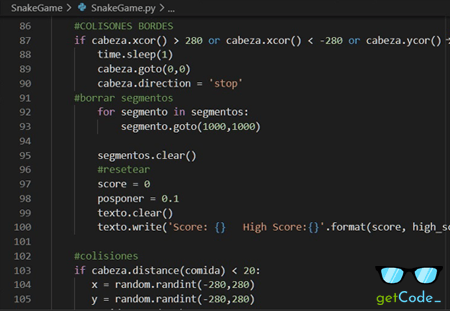 SnakeGame > SnakeGame.py > ...
86 #COLISONES BORDES
87 if cabeza.xcor() > 280 or cabeza.xcor() < -280 or cabeza.ycor()
88 time.sleep(1)
89 cabeza.goto(0,0)
90 cabeza.direction = 'stop'
91 #borrar segmentos
92 for segmento in segmentos:
93 segmento.goto(1000,1000)
94
95 segmentos.clear()
96 #resetear
97 score = 0
98 posponer = 0.1
99 texto.clear()
100 texto.write('Score: {} High Score:{}'.format(score, high_sc
101
102 #colisiones
103 if cabeza.distance(comida) < 20:
104 x = random.randint(-280,280)
105 y = random.randint(-280,280)
getCode_